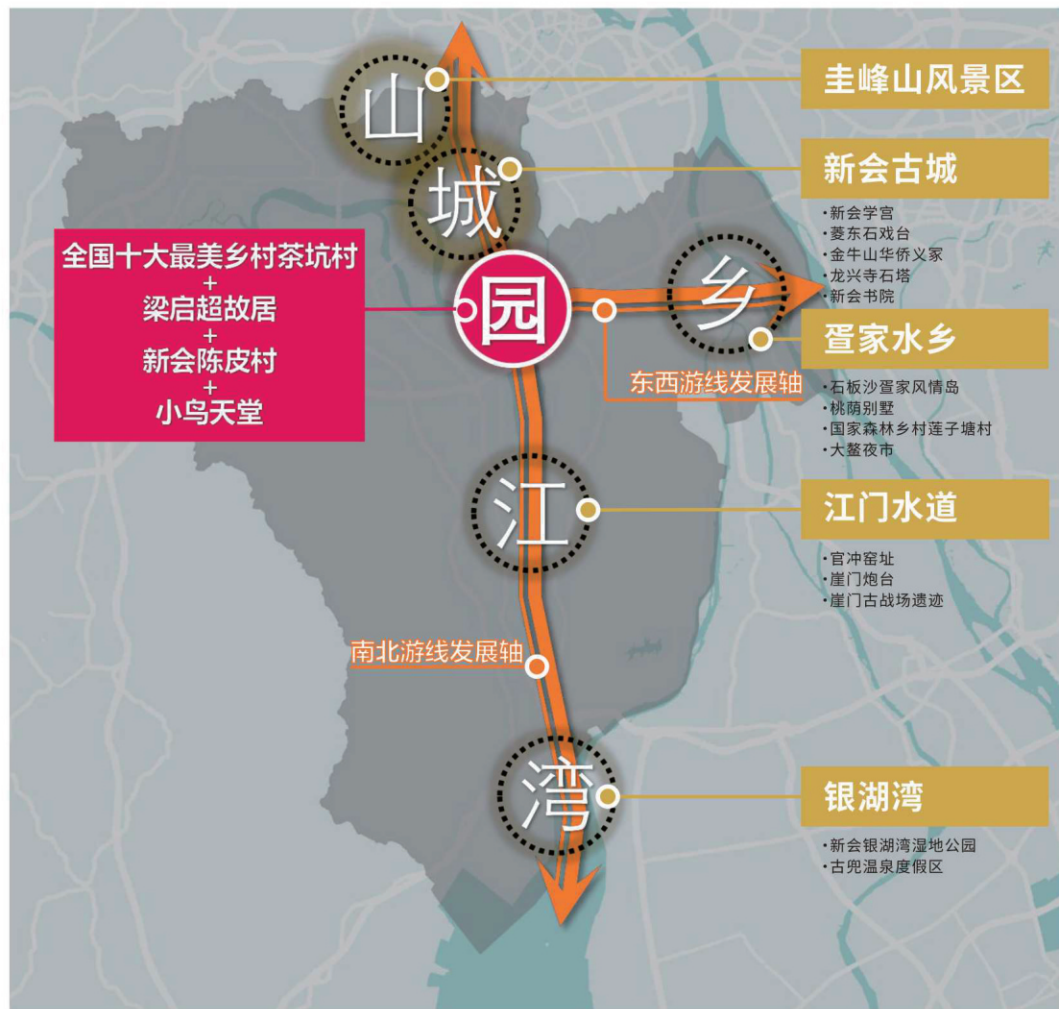 山
圭峰山风景区
城
新会古城
·新会学宫
·菱东石戏台
·金牛山华侨义冢
·龙兴寺石塔
·新会书院
全国十大最美乡村茶坑村
+
梁启超故居
+
新会陈皮村
+
小鸟天堂
园
乡
疍家水乡
·石板沙疍家风情岛
·桃荫别墅
·国家森林乡村莲子塘村
·大鳌夜市
东西游线发展轴
江
江门水道
·官冲窑址
·崖门炮台
·崖门古战场遗迹
南北游线发展轴
湾
银湖湾
·新会银湖湾湿地公园
·古兜温泉度假区